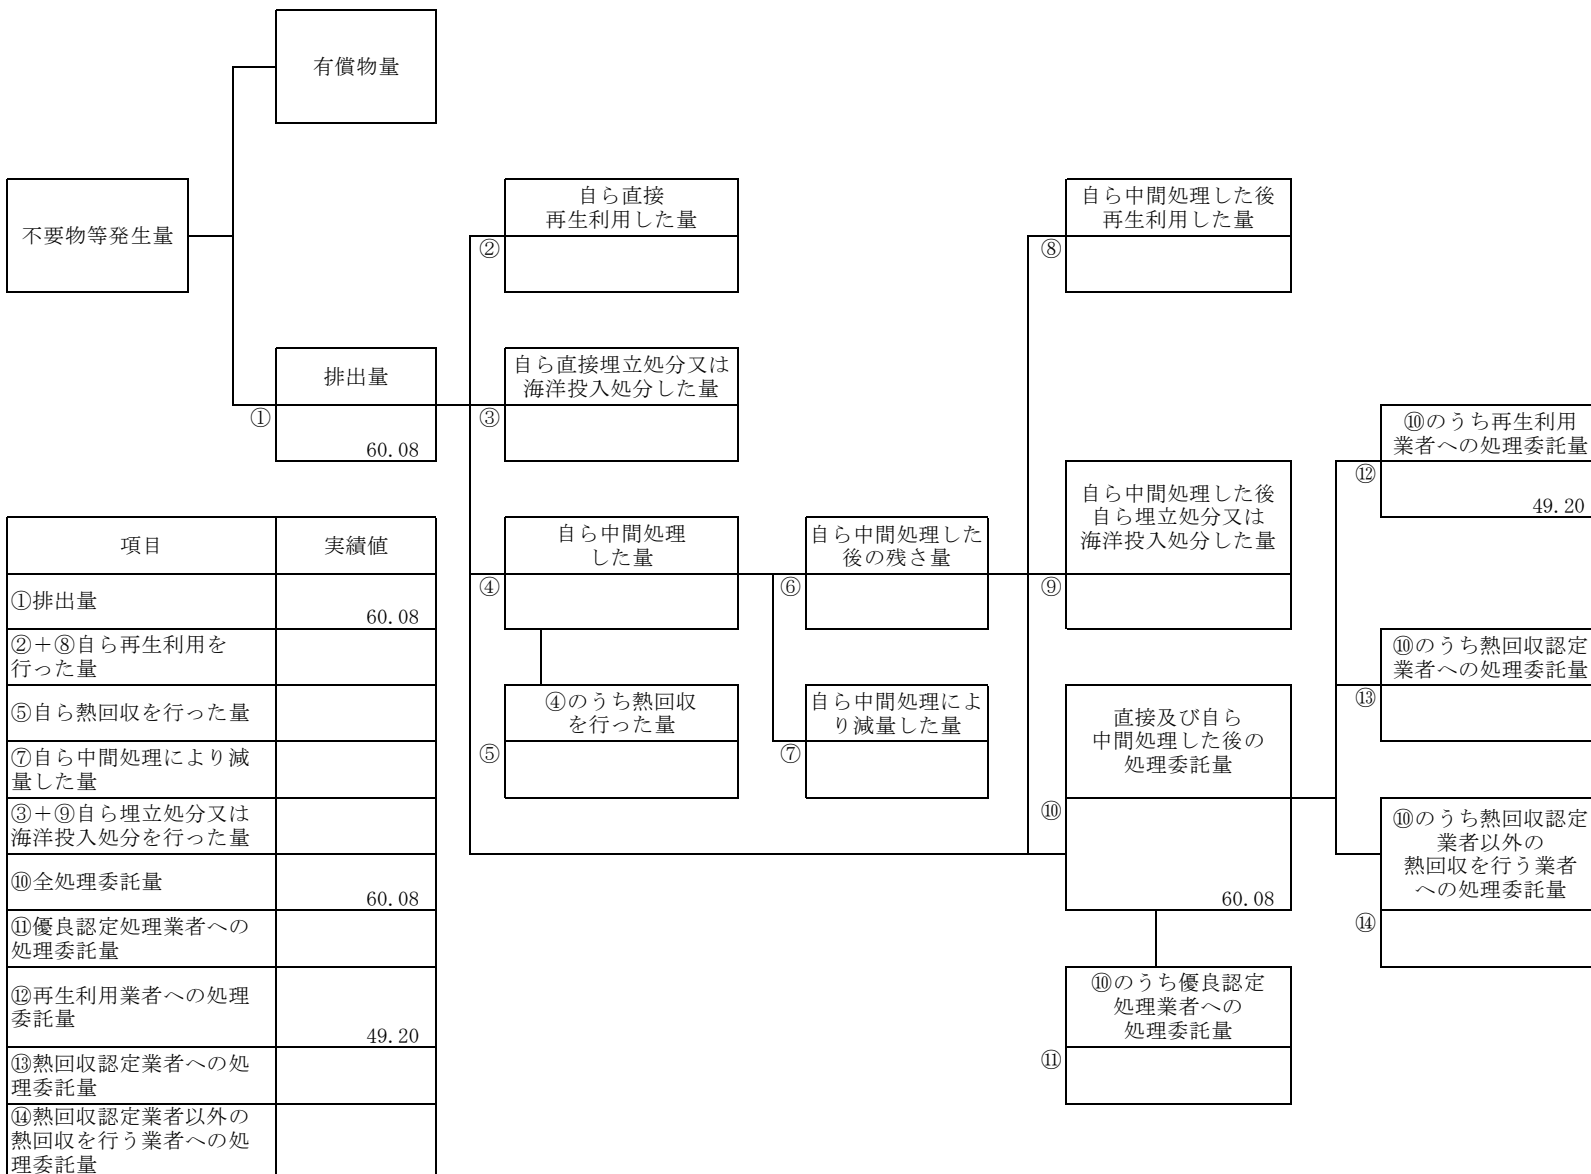 有償物量
不要物等発生量
排出量
①
60.08
自ら直接
再生利用した量
②
自ら直接埋立処分又は
海洋投入処分した量
③
自ら中間処理
した量
④
④のうち熱回収
を行った量
⑤
自ら中間処理した
後の残さ量
⑥
自ら中間処理によ
り減量した量
⑦
自ら中間処理した後
再生利用した量
⑧
自ら中間処理した後
自ら埋立処分又は
海洋投入処分した量
⑨
直接及び自ら
中間処理した後の
処理委託量
⑩
60.08
⑩のうち優良認定
処理業者への
処理委託量
⑪
⑩のうち再生利用
業者への処理委託量
⑫
49.20
⑩のうち熱回収認定
業者への処理委託量
⑬
⑩のうち熱回収認定
業者以外の
熱回収を行う業者
への処理委託量
⑭
項目 実績値
①排出量
60.08
②+⑧自ら再生利用を
行った量
⑤自ら熱回収を行った量
⑦自ら中間処理により減
量した量
③+⑨自ら埋立処分又は
海洋投入処分を行った量
⑩全処理委託量
60.08
⑪優良認定処理業者への
処理委託量
⑫再生利用業者への処理
委託量
49.20
⑬熱回収認定業者への処
理委託量
⑭熱回収認定業者以外の
熱回収を行う業者への処
理委託量